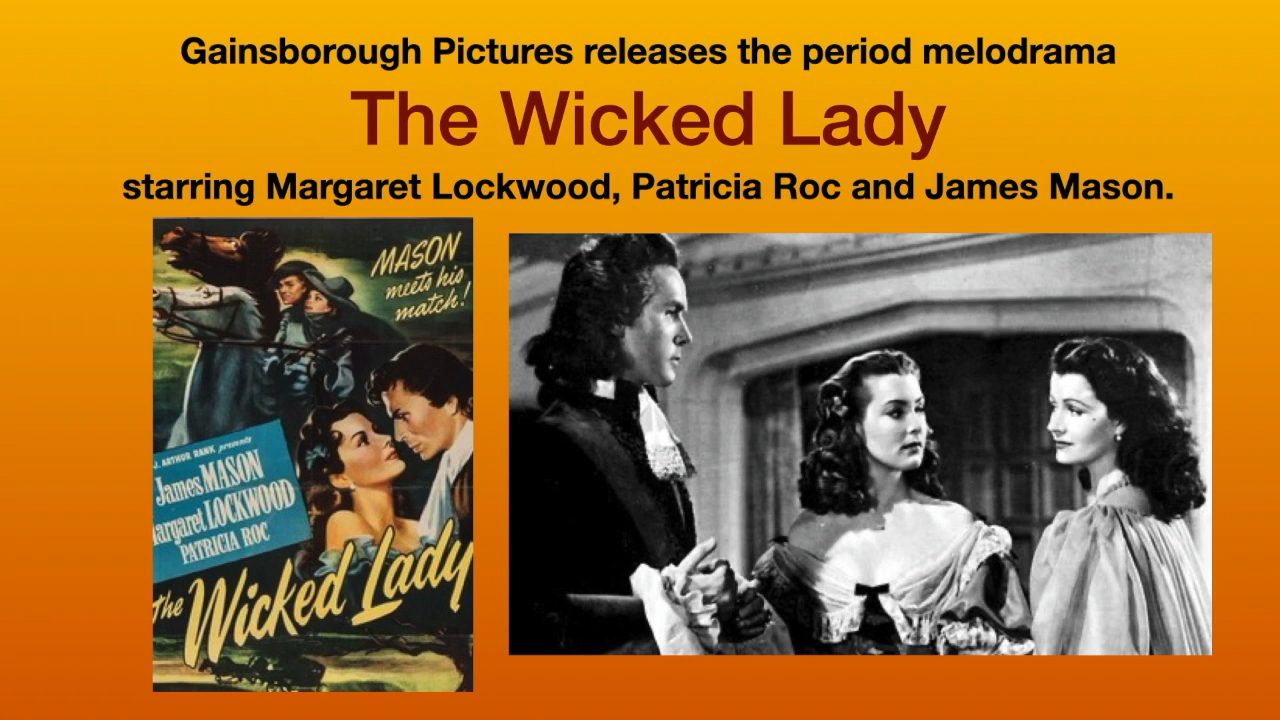 Gainsborough Pictures releases the period melodrama
The Wicked Lady
starring Margaret Lockwood, Patricia Roc and James Mason.
MASON
meets his
match!
J. ARTHUR RANK presents
James MASON
Margaret LOCKWOOD
PATRICIA ROC
The Wicked Lady